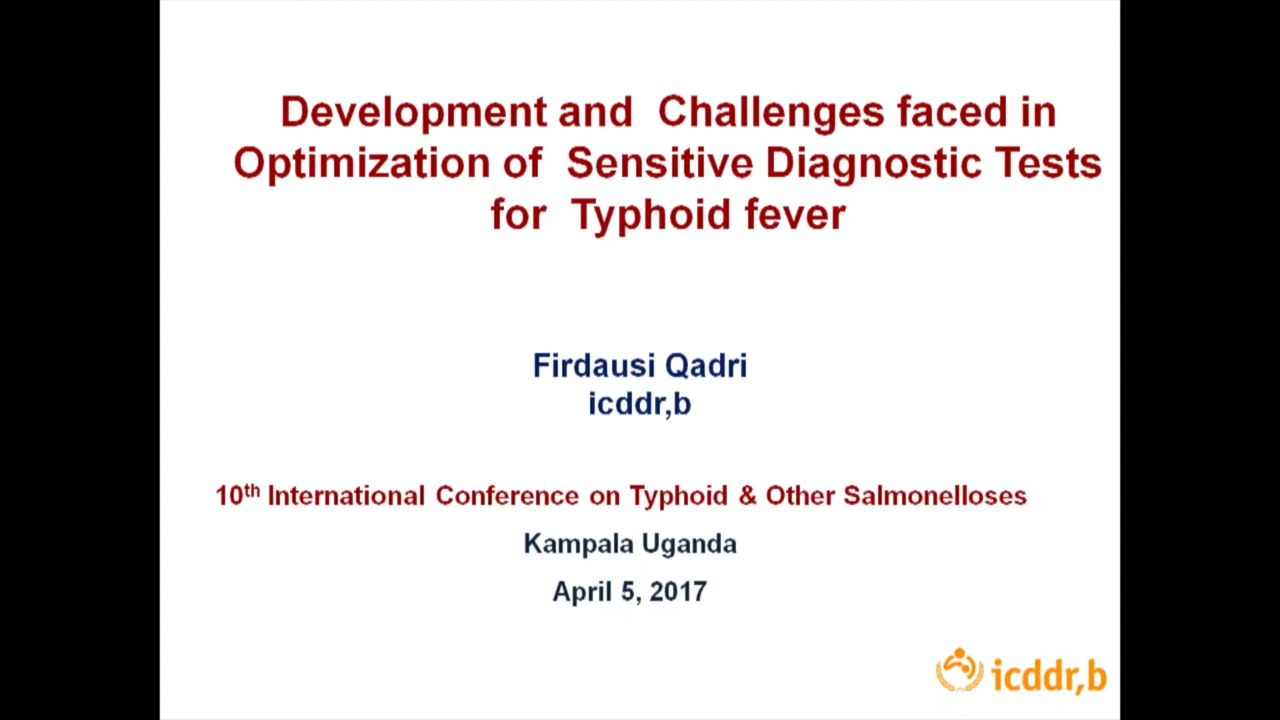 Development and Challenges faced in
Optimization of Sensitive Diagnostic Tests
for Typhoid fever
Firdausi Qadri
icddr,b
10th International Conference on Typhoid & Other Salmonelloses
Kampala Uganda
April 5, 2017
icddr,b